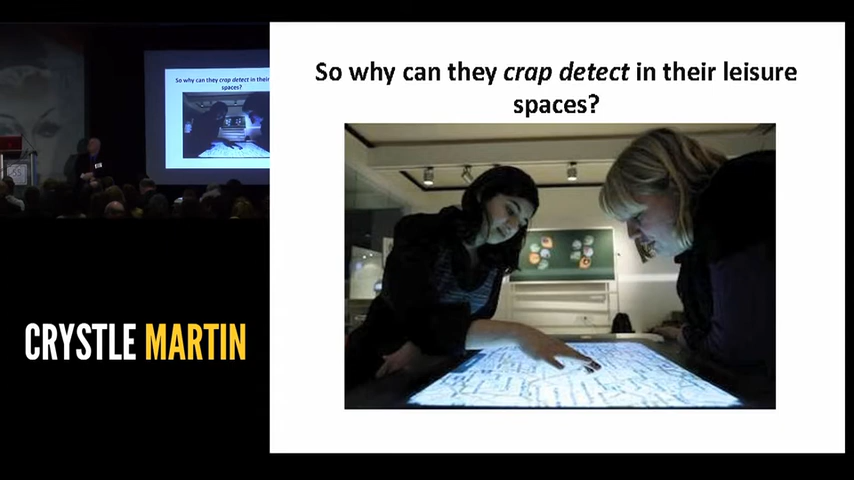 So why can they crap detect in their leisure
spaces?
So why can they crap detect in their
spaces?
CRYSTLE MARTIN